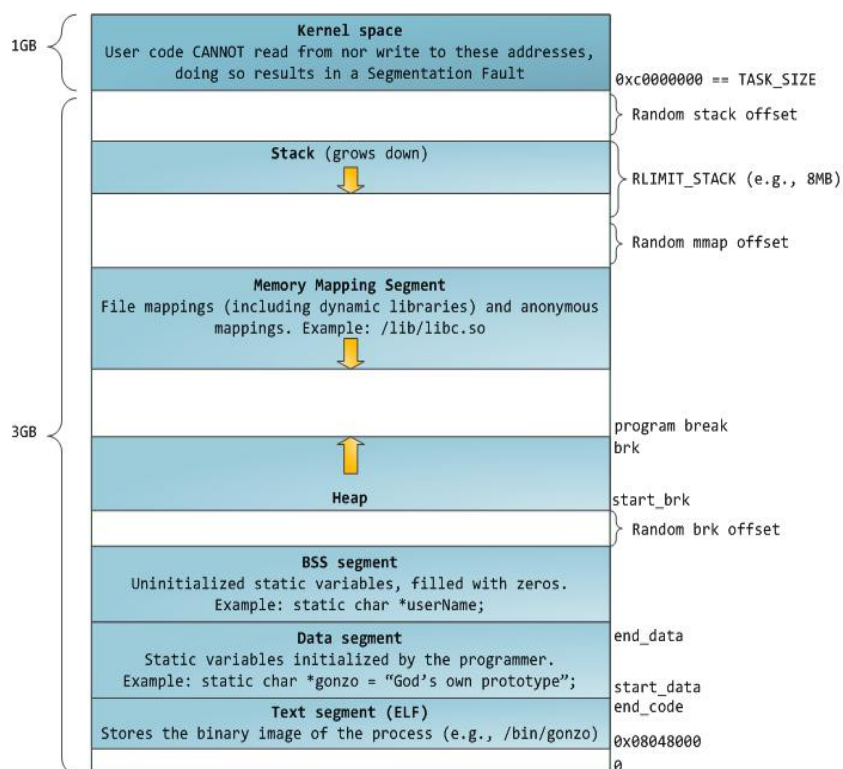 Kernel space
1GB
User code CANNOT read from nor write to these addresses,
doing so results in a Segmentation Fault
0xc0000000 == TASK_SIZE
Random stack offset
Stack (grows down)
RLIMIT_STACK (e.g., 8MB)
Random mmap offset
Memory Mapping Segment
File mappings (including dynamic libraries) and anonymous
mappings. Example: /lib/libc.so
3GB
program break
brk
Heap
start_brk
Random brk offset
BSS segment
Uninitialized static variables, filled with zeros.
Example: static char *userName;
Data segment
end_data
Static variables initialized by the programmer.
Example: static char *gonzo = “God’s own prototype”;
start_data
end_code
Text segment (ELF)
Stores the binary image of the process (e.g., /bin/gonzo)
0x08048000
0